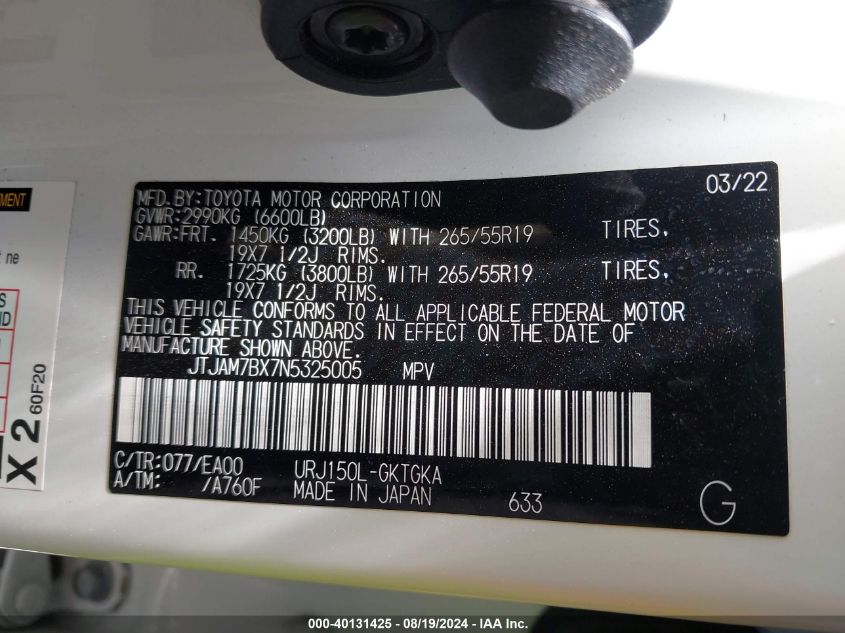 03/22
MFD. BY:TOYOTA MOTOR CORPORATION
GVWR:2990KG (6600LB)
GAWR:FRT. 1450KG (3200LB) WITH 265/55R19 TIRES,
19X7 1/2J RIMS.
RR. 1725KG (3800LB) WITH 265/55R19 TIRES,
19X7 1/2J RIMS.
THIS VEHICLE CONFORMS TO ALL APPLICABLE FEDERAL MOTOR
VEHICLE SAFETY STANDARDS IN EFFECT ON THE DATE OF
MANUFACTURE SHOWN ABOVE.
JTJAM7BX7N5325005 MPV
C/TR:077/EA00 URJ150L-GKTGKA
A/TM: /A760F MADE IN JAPAN 633
G
t ne
X 2
60F20
000-40131425 - 08/19/2024 - IAA Inc.